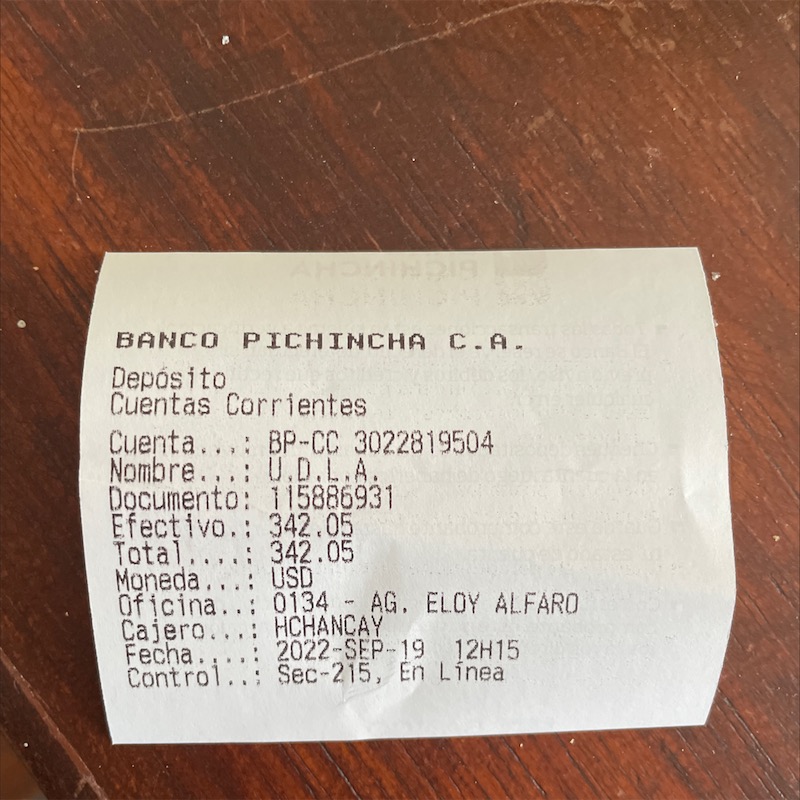 BANCO PICHINCHA C.A.
Depósito
Cuentas Corrientes
Cuenta...: BP-CC 3022819504
Nombre...: U.D.L.A.
Documento: 115886931
Efectivo.: 342.05
Total....: 342.05
Moneda...: USD
Oficina..: 0134 - AG. ELOY ALFARO
Cajero...: HCHANCAY
Fecha....: 2022-SEP-19 12H15
Control..: Sec-215, En Línea